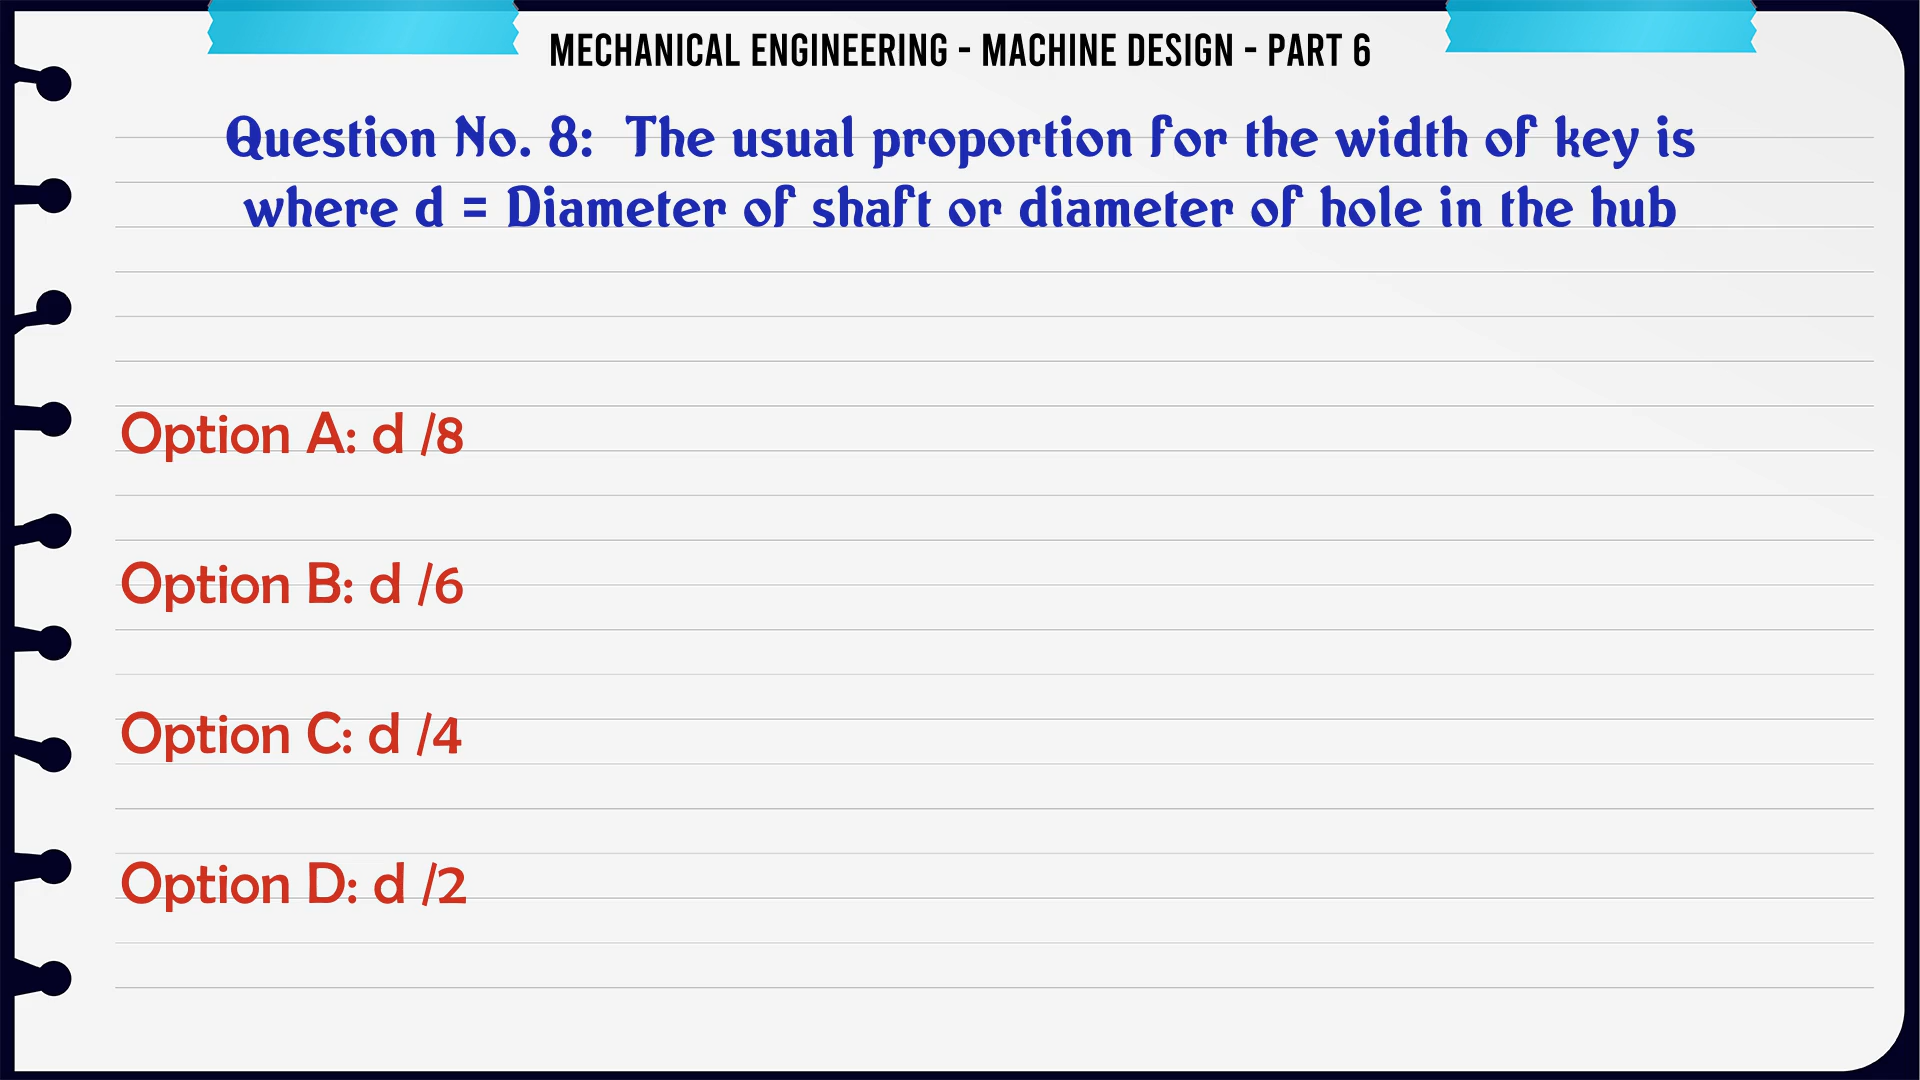 MECHANICAL ENGINEERING - MACHINE DESIGN - PART 6
Question No. 8: The usual proportion for the width of key is
where d = Diameter of shaft or diameter of hole in the hub
Option A: d /8
Option B: d /6
Option C: d /4
Option D: d /2